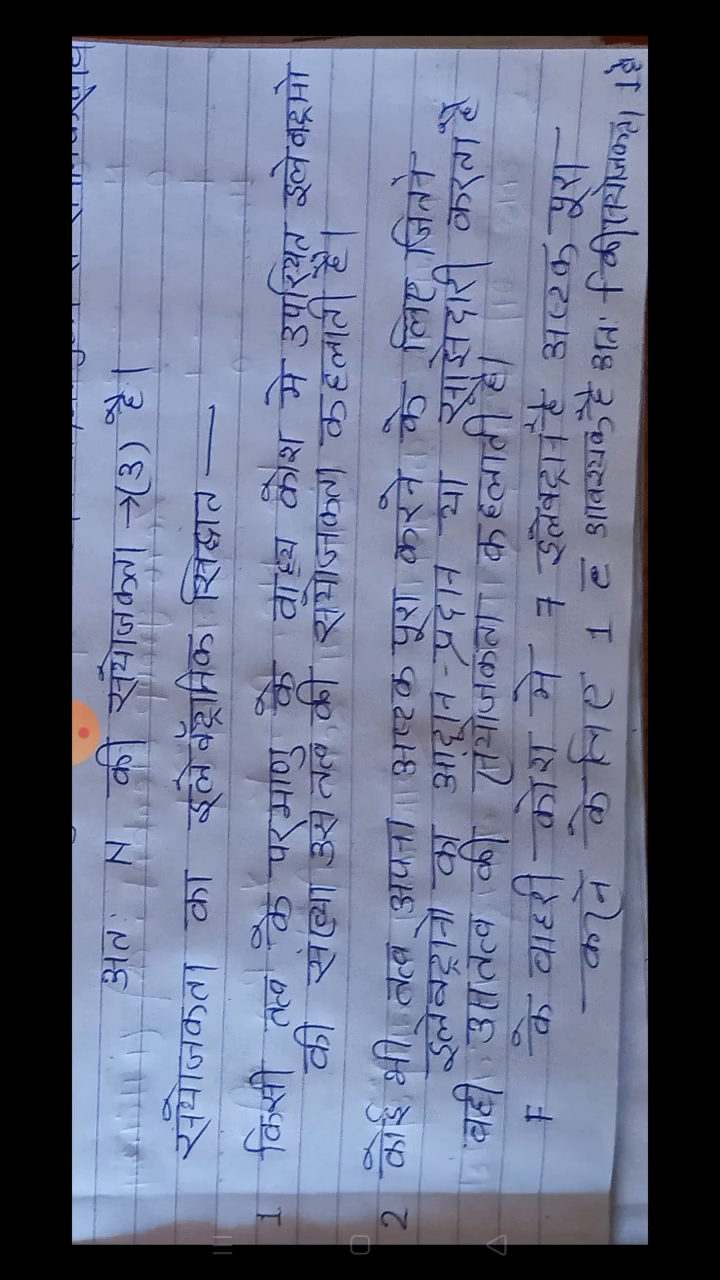 अतः N की संयोजकता →(3) है।
संयोजकता का इलेक्ट्रॉनिक सिद्वान्त —
1 किसी तत्व के परमाणु के वाह्य कोश मे उपस्थित इलेक्ट्रानो
की संख्या उस तत्व की संयोजकता कहलाती है।
2 कोई भी तत्व अपना अष्टक पूरा करने के लिए जितने
इलेक्ट्रानो का आदान-प्रदान या साझेदारी करता है
वही उस तत्व की संयोजकता कहलाती है।
F के बाहरी कोश मे 7 इलेक्ट्रान है अष्टक पूरा
करने के लिए 1 e̅ आवश्यक है अतः F की संयोजकता 1 है